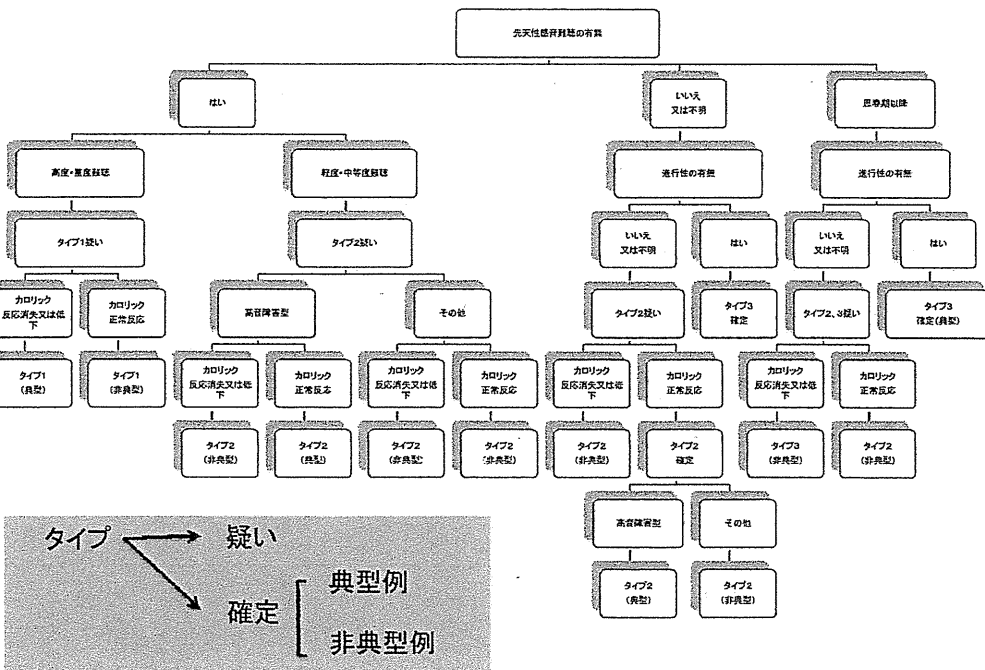 先天性感音難聴の有無
はい
いいえ
又は不明
思春期以降
高度・重度難聴
軽度・中等度難聴
進行性の有無
進行性の有無
タイプ1疑い
タイプ2疑い
いいえ
又は不明
はい
いいえ
又は不明
はい
カロリック
反応消失又は低
下
カロリック
正常反応
高音障害型
その他
タイプ2疑い
タイプ3
確定
タイプ2、3疑い
タイプ3
確定(典型)
タイプ1
(典型)
タイプ1
(非典型)
カロリック
反応消失又は低
下
カロリック
正常反応
カロリック
反応消失又は低
下
カロリック
正常反応
カロリック
反応消失又は低
下
カロリック
正常反応
カロリック
反応消失又は低
下
カロリック
正常反応
タイプ2
(非典型)
タイプ2
(典型)
タイプ2
(非典型)
タイプ2
(非典型)
タイプ2
(非典型)
タイプ2
確定
タイプ3
(非典型)
タイプ2
(非典型)
高音障害型
その他
タイプ2
(典型)
タイプ2
(非典型)
タイプ
疑い
確定
典型例
非典型例